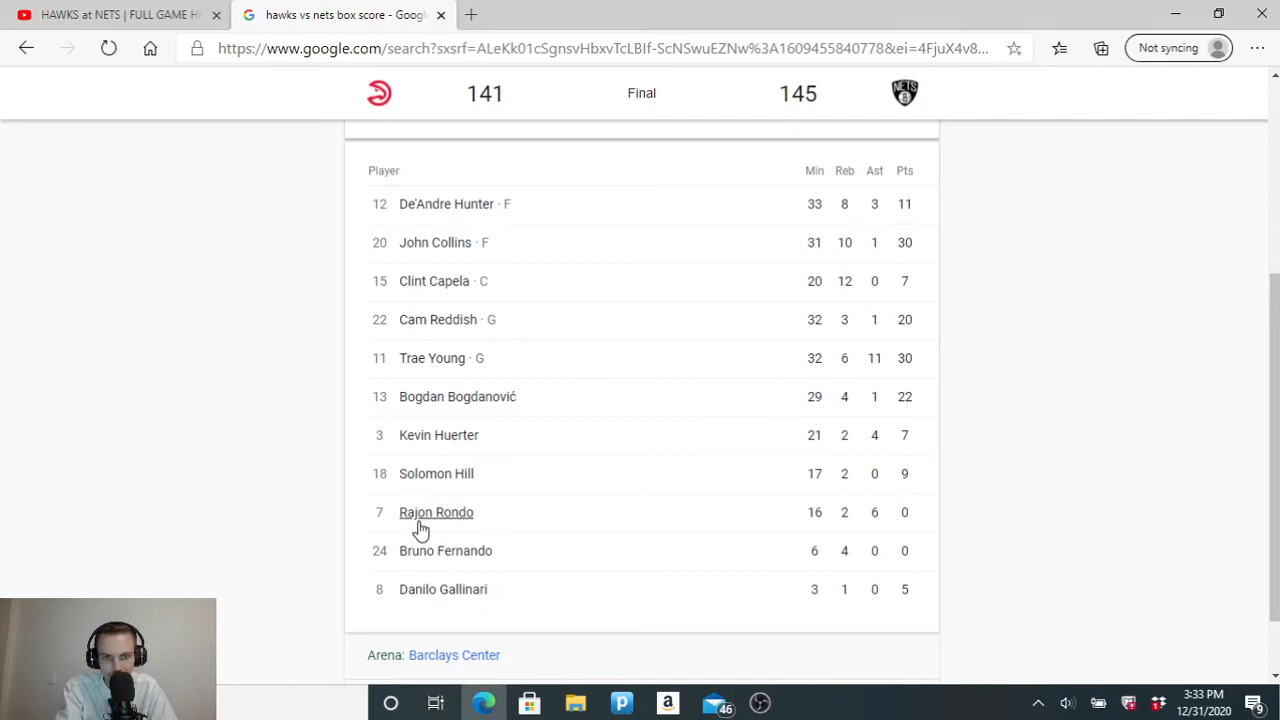 HAWKS at NETS | FULL GAME HI
hawks vs nets box score - Goog
https://www.google.com/search?sxsrf=ALeKk01cSgnsvHbxvTcLBIf-ScNSwuEZNw%3A1609455840778&ei=4FjuX4v8...
Not syncing
141 Final 145 NETS
Player Min Reb Ast Pts
12 De'Andre Hunter · F 33 8 3 11
20 John Collins · F 31 10 1 30
15 Clint Capela · C 20 12 0 7
22 Cam Reddish · G 32 3 1 20
11 Trae Young · G 32 6 11 30
13 Bogdan Bogdanović 29 4 1 22
3 Kevin Huerter 21 2 4 7
18 Solomon Hill 17 2 0 9
7 Rajon Rondo 16 2 6 0
24 Bruno Fernando 6 4 0 0
8 Danilo Gallinari 3 1 0 5
Arena: Barclays Center
46
3:33 PM
12/31/2020
9